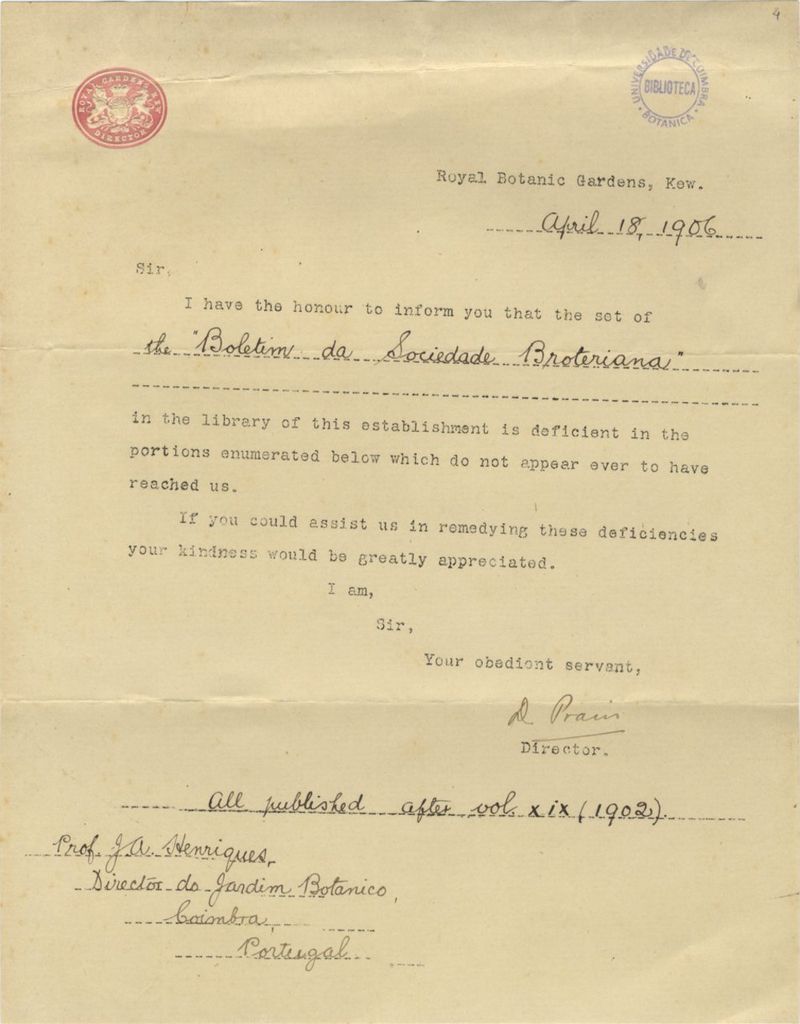 4
ROYAL GARDENS KEW
DIRECTOR
UNIVERSIDADE DE COIMBRA
BIBLIOTECA
BOTANICA
Royal Botanic Gardens, Kew.
April 18, 1906
Sir,
I have the honour to inform you that the set of
the "Boletim da Sociedade Broteriana"
in the library of this establishment is deficient in the
portions enumerated below which do not appear ever to have
reached us.
If you could assist us in remedying these deficiencies
your kindness would be greatly appreciated.
I am,
Sir,
Your obedient servant,
D. Prain
Director.
All published after vol. xix (1902).
Prof. J.A. Henriques,
Director do Jardim Botanico,
Coimbra,
Portugal